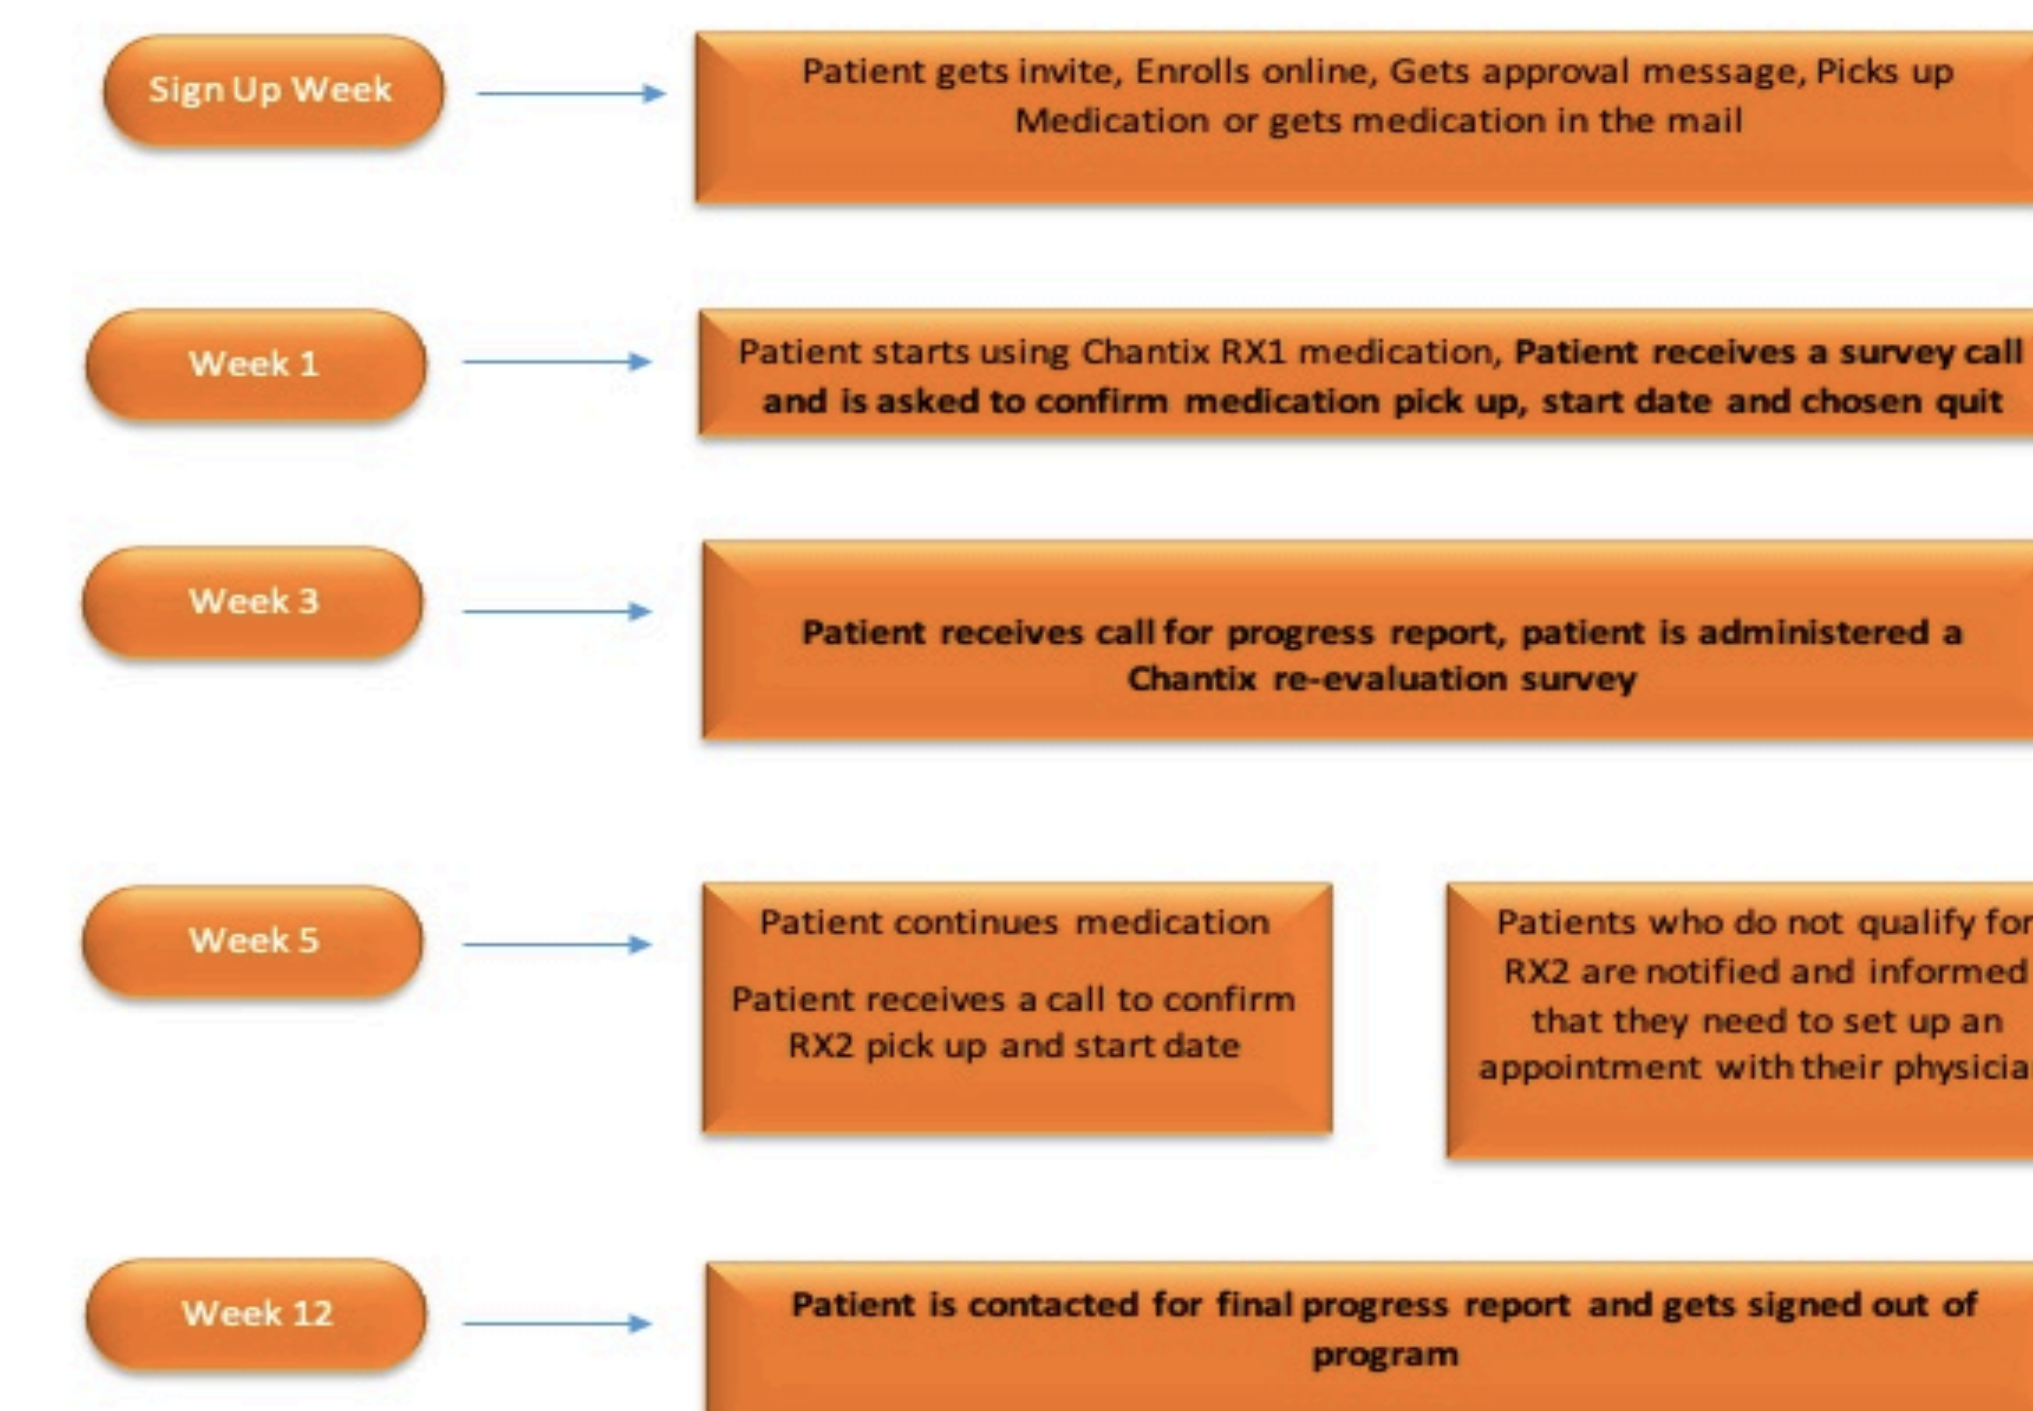 Sign Up Week
Patient gets invite, Enrolls online, Gets approval message, Picks up
Medication or gets medication in the mail
Week 1
Patient starts using Chantix RX1 medication, Patient receives a survey call
and is asked to confirm medication pick up, start date and chosen quit
Week 3
Patient receives call for progress report, patient is administered a
Chantix re-evaluation survey
Week 5
Patient continues medication
Patient receives a call to confirm
RX2 pick up and start date
Patients who do not qualify for
RX2 are notified and informed
that they need to set up an
appointment with their physicia
Week 12
Patient is contacted for final progress report and gets signed out of
program